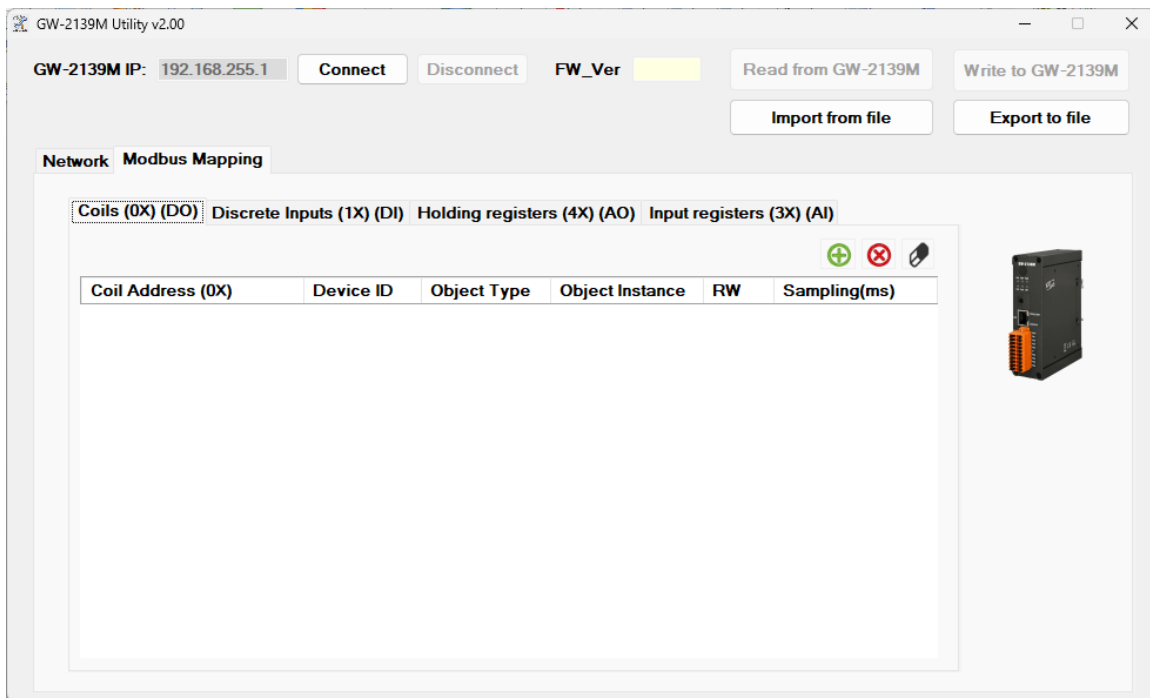 GW-2139M Utility v2.00
GW-2139M IP: 192.168.255.1 Connect Disconnect FW_Ver Read from GW-2139M Write to GW-2139M
Import from file Export to file
Network Modbus Mapping
Coils (0X) (DO) Discrete Inputs (1X) (DI) Holding registers (4X) (AO) Input registers (3X) (AI)
Coil Address (0X) Device ID Object Type Object Instance RW Sampling(ms)